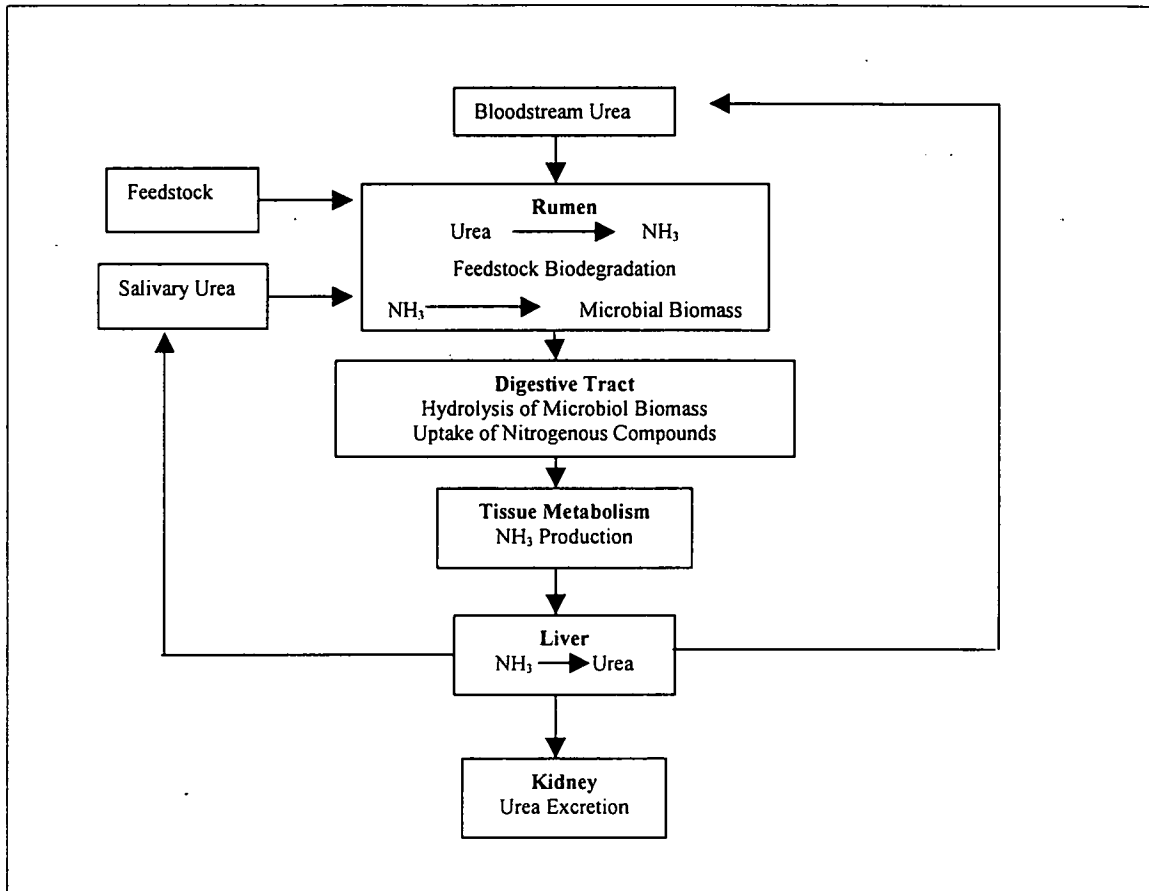 Bloodstream Urea
Feedstock
Rumen
Urea NH₃
Feedstock Biodegradation
Salivary Urea
NH₃ Microbial Biomass
Digestive Tract
Hydrolysis of Microbiol Biomass
Uptake of Nitrogenous Compounds
Tissue Metabolism
NH₃ Production
Liver
NH₃ Urea
Kidney
Urea Excretion